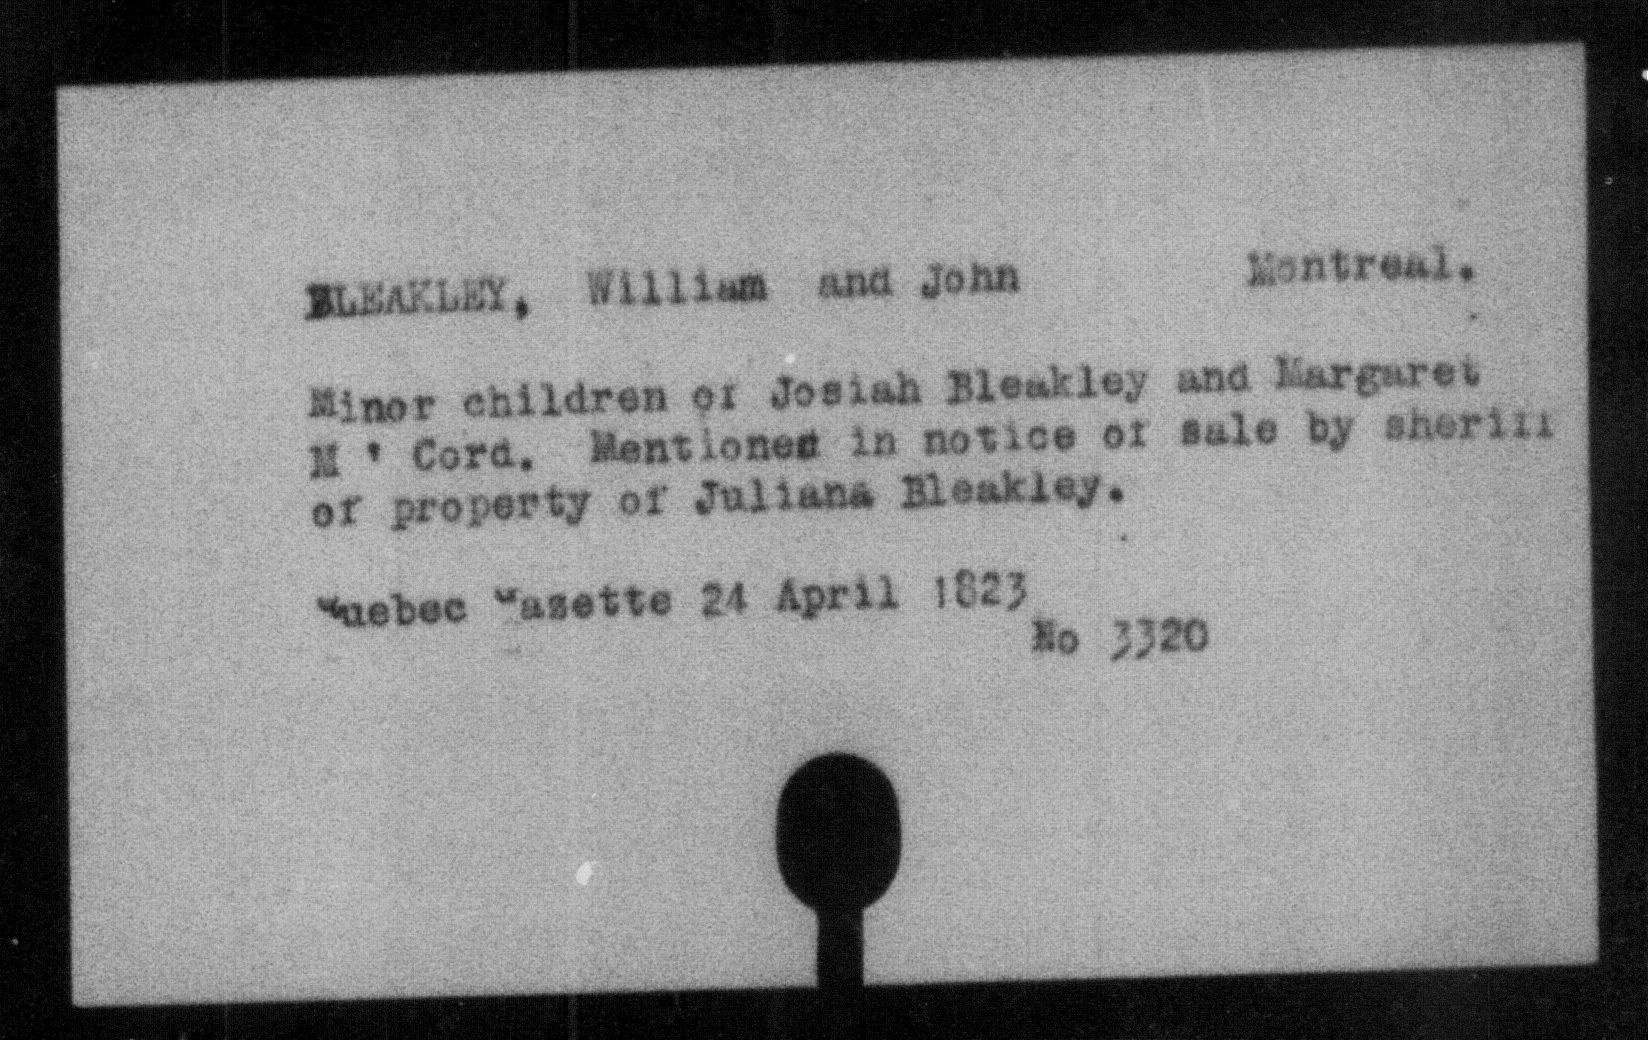 BLEAKLEY, William and John Montreal.
Minor children of Josiah Bleakley and Margaret
M ' Cord. Mentioned in notice of sale by sheriff
of property of Juliana Bleakley.
Quebec Gazette 24 April 1823
No 3320